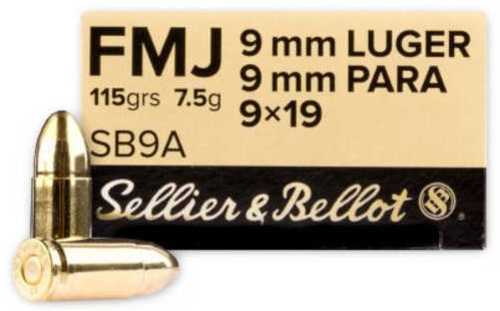 FMJ
115grs 7.5g
SB9A
9 mm LUGER
9 mm PARA
9×19
Sellier & Bellot